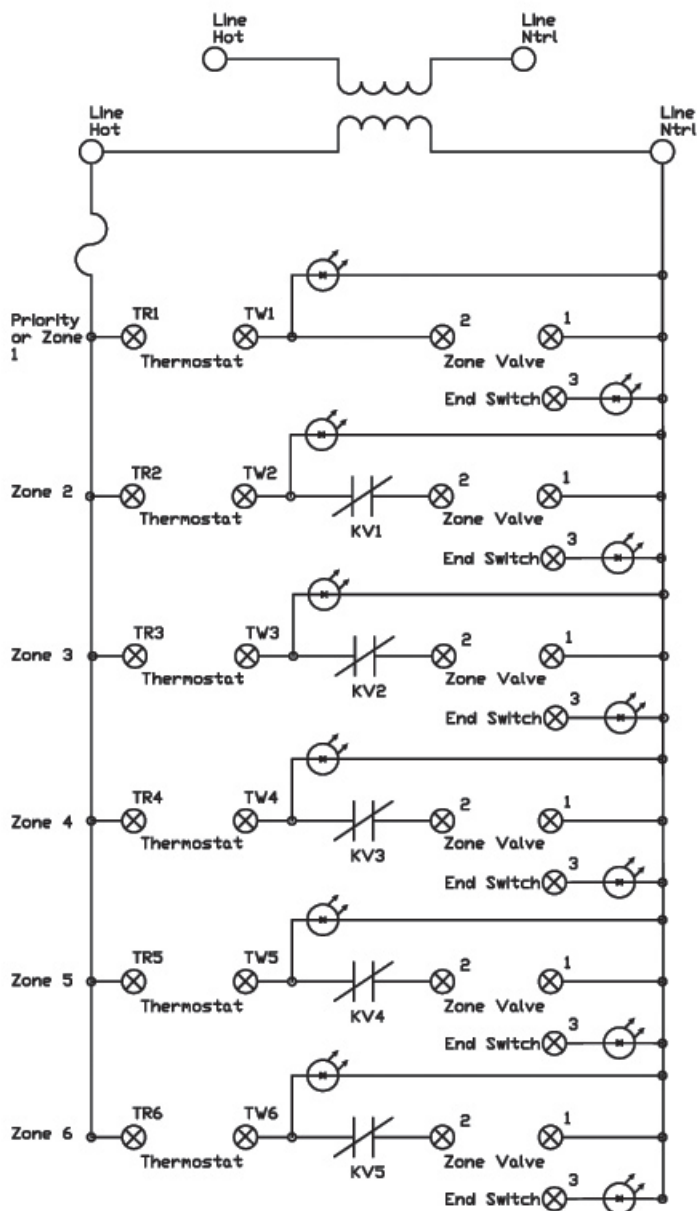 Line
Hot
Line
Ntrl
Line
Hot
Line
Ntrl
Priority
or Zone
1
TR1
TW1
2
1
Thermostat
Zone Valve
End Switch
3
Zone 2
TR2
TW2
2
1
Thermostat
KV1
Zone Valve
End Switch
3
Zone 3
TR3
TW3
2
1
Thermostat
KV2
Zone Valve
End Switch
3
Zone 4
TR4
TW4
2
1
Thermostat
KV3
Zone Valve
End Switch
3
Zone 5
TR5
TW5
2
1
Thermostat
KV4
Zone Valve
End Switch
3
Zone 6
TR6
TW6
2
1
Thermostat
KV5
Zone Valve
End Switch
3